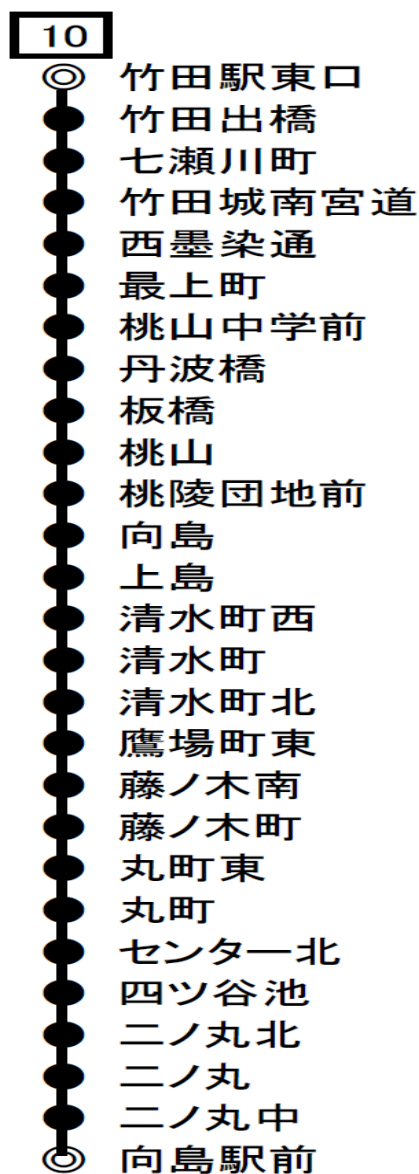 10
竹田駅東口
竹田出橋
七瀬川町
竹田城南宮道
西墨染通
最上町
桃山中学前
丹波橋
板橋
桃山
桃陵団地前
向島
上島
清水町西
清水町
清水町北
鷹場町東
藤ノ木南
藤ノ木町
丸町東
丸町
センター北
四ツ谷池
二ノ丸北
二ノ丸
二ノ丸中
向島駅前